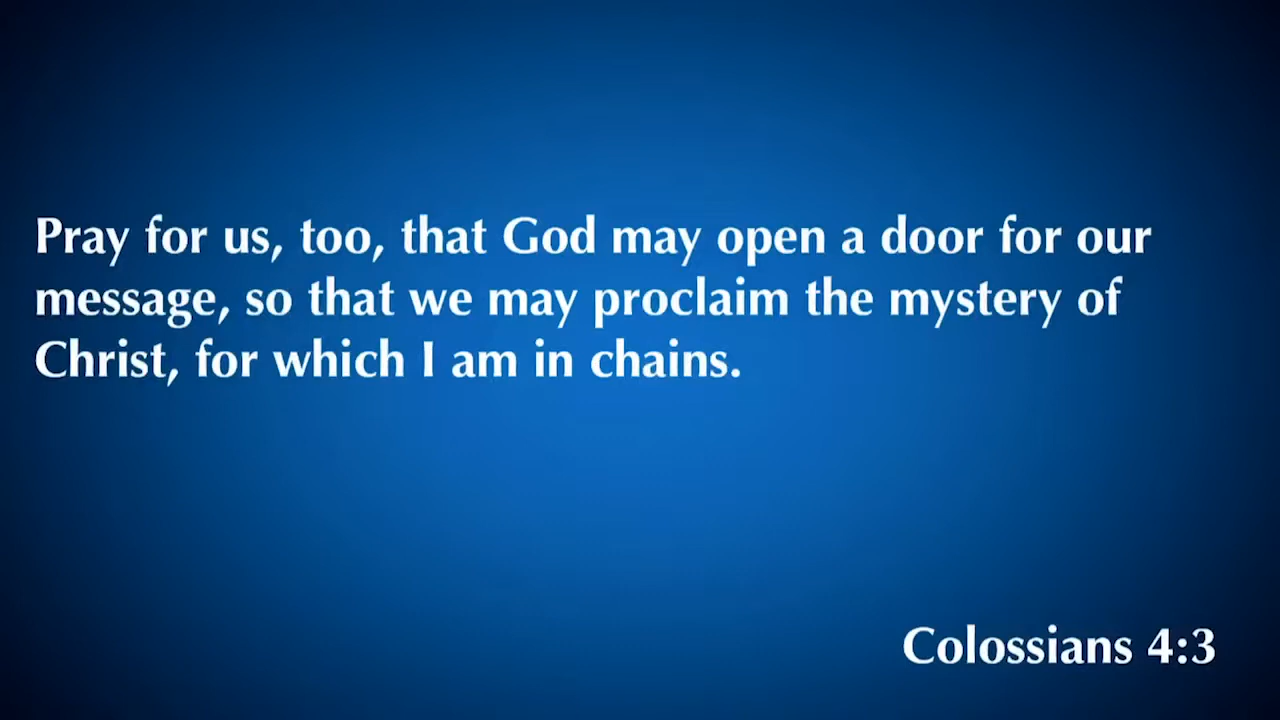 Pray for us, too, that God may open a door for our
message, so that we may proclaim the mystery of
Christ, for which I am in chains.
Colossians 4:3